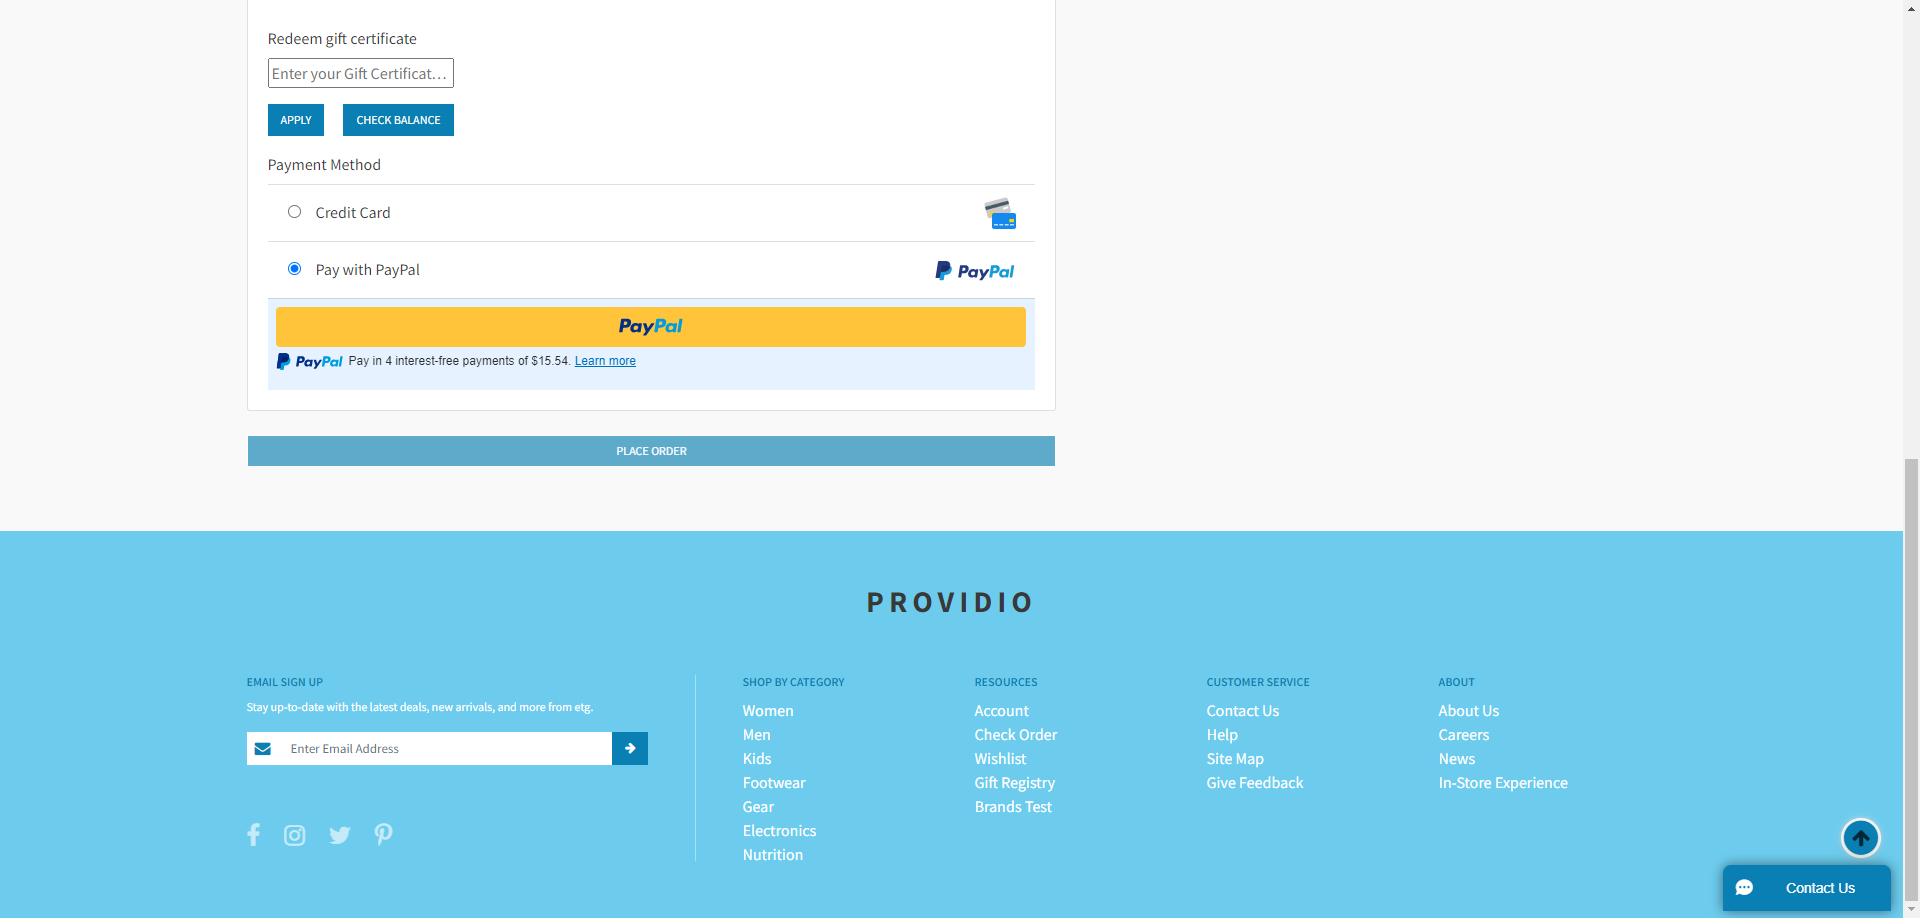 Redeem gift certificate
Enter your Gift Certificat...
APPLY
CHECK BALANCE
Payment Method
Credit Card
Pay with PayPal
PayPal
PayPal
PayPal Pay in 4 interest-free payments of $15.54. Learn more
PLACE ORDER
PROVIDIO
EMAIL SIGN UP
Stay up-to-date with the latest deals, new arrivals, and more from etg.
Enter Email Address
SHOP BY CATEGORY
Women
Men
Kids
Footwear
Gear
Electronics
Nutrition
RESOURCES
Account
Check Order
Wishlist
Gift Registry
Brands Test
CUSTOMER SERVICE
Contact Us
Help
Site Map
Give Feedback
ABOUT
About Us
Careers
News
In-Store Experience
Contact Us